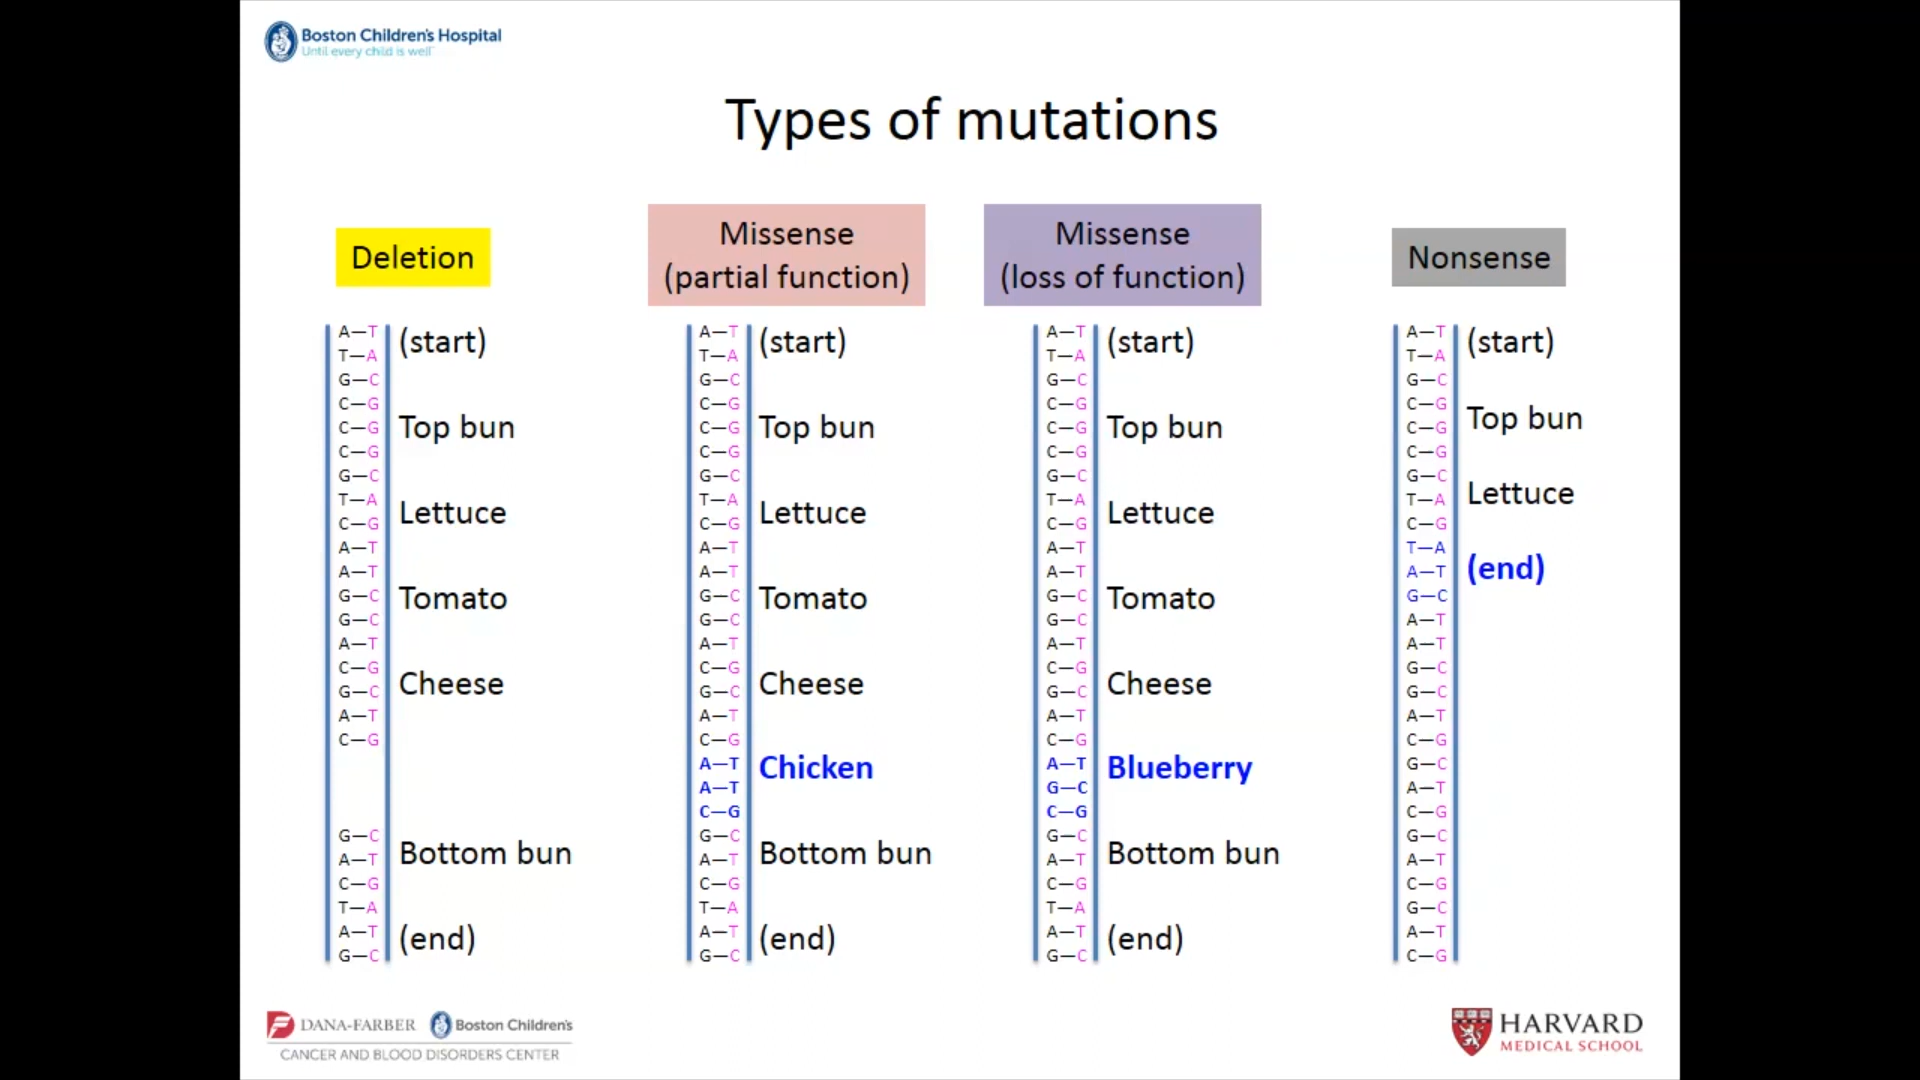 Boston Children's Hospital
Until every child is well™
Types of mutations
Deletion
A—T
T—A
(start)
G—C
C—G
C—G
Top bun
C—G
G—C
T—A
Lettuce
C—G
A—T
A—T
Tomato
G—C
G—C
A—T
Cheese
C—G
G—C
A—T
C—G
G—C
A—T
Bottom bun
C—G
T—A
A—T
(end)
G—C
Missense
(partial function)
A—T
T—A
(start)
G—C
C—G
C—G
Top bun
C—G
G—C
T—A
Lettuce
C—G
A—T
A—T
Tomato
G—C
G—C
A—T
Cheese
C—G
G—C
A—T
C—G
A—T
Chicken
A—T
C—G
G—C
A—T
Bottom bun
C—G
T—A
A—T
(end)
G—C
Missense
(loss of function)
A—T
T—A
(start)
G—C
C—G
C—G
Top bun
C—G
G—C
T—A
Lettuce
C—G
A—T
A—T
Tomato
G—C
G—C
A—T
Cheese
C—G
G—C
A—T
C—G
A—T
Blueberry
G—C
C—G
G—C
A—T
Bottom bun
C—G
T—A
A—T
(end)
G—C
Nonsense
A—T
T—A
(start)
G—C
C—G
C—G
Top bun
C—G
G—C
T—A
Lettuce
C—G
T—A
A—T
(end)
G—C
A—T
A—T
G—C
G—C
A—T
C—G
G—C
A—T
C—G
G—C
A—T
C—G
G—C
A—T
C—G
DANA-FARBER
Boston Children's
CANCER AND BLOOD DISORDERS CENTER
HARVARD
MEDICAL SCHOOL